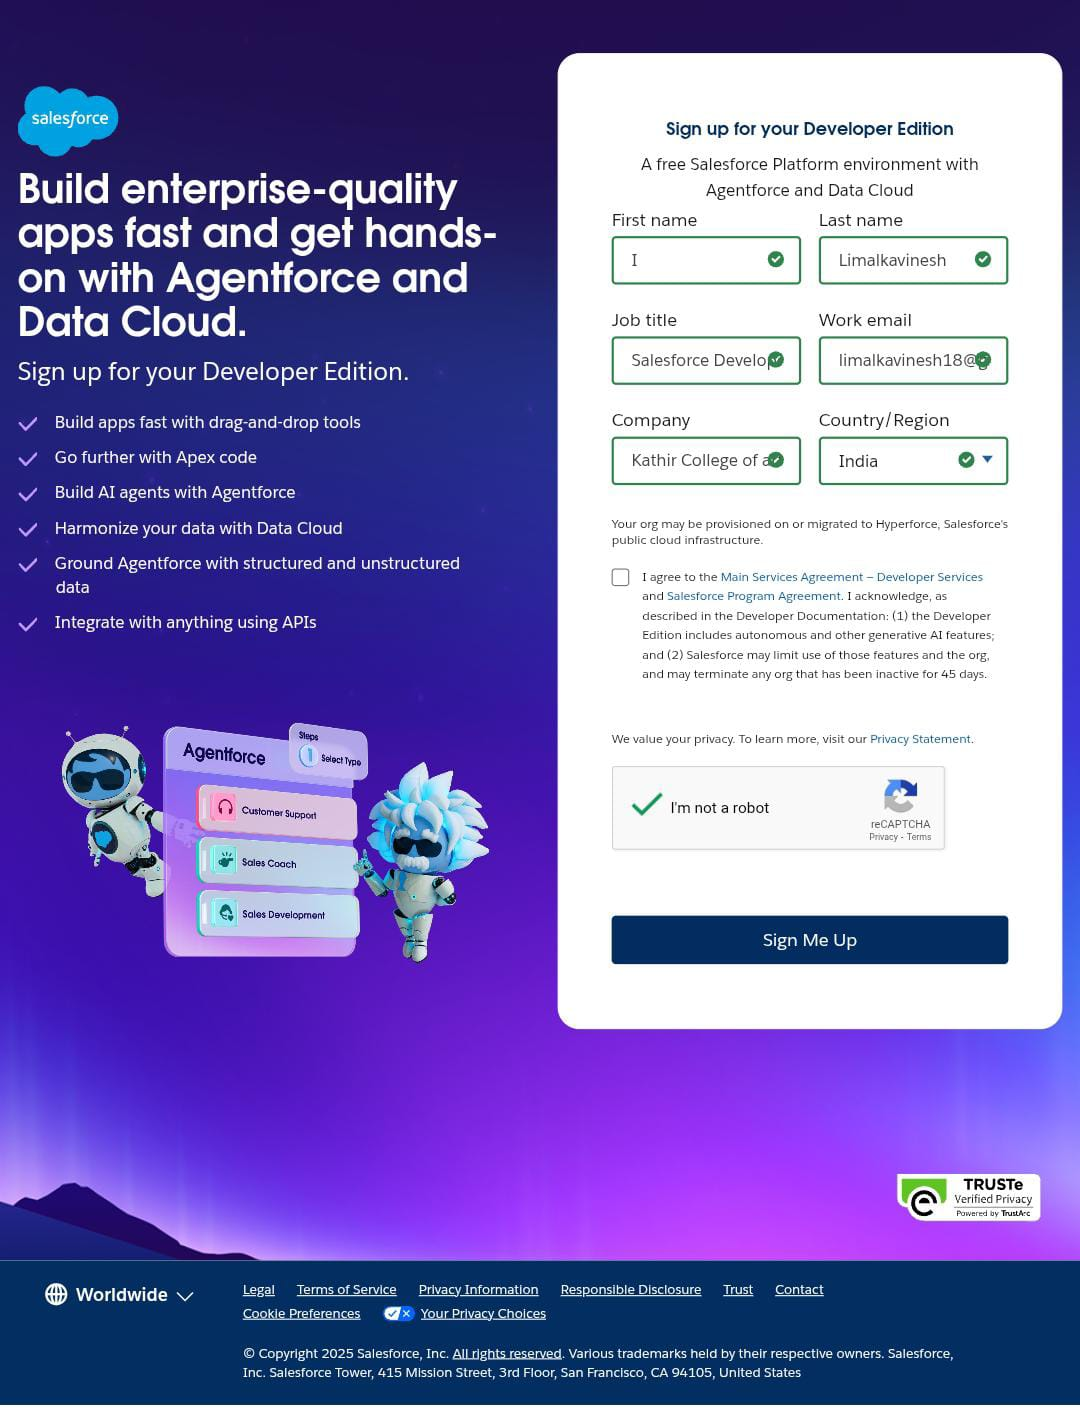 salesforce
Build enterprise-quality
apps fast and get hands-
on with Agentforce and
Data Cloud.
Sign up for your Developer Edition.
Build apps fast with drag-and-drop tools
Go further with Apex code
Build AI agents with Agentforce
Harmonize your data with Data Cloud
Ground Agentforce with structured and unstructured
data
Integrate with anything using APIs
Agentforce
Steps
Select Type
Customer Support
Sales Coach
Sales Development
Sign up for your Developer Edition
A free Salesforce Platform environment with
Agentforce and Data Cloud
First name Last name
I Limalkavinesh
Job title Work email
Salesforce Develop limalkavinesh18@g
Company Country/Region
Kathir College of a India
Your org may be provisioned on or migrated to Hyperforce, Salesforce's
public cloud infrastructure.
I agree to the Main Services Agreement – Developer Services
and Salesforce Program Agreement. I acknowledge, as
described in the Developer Documentation: (1) the Developer
Edition includes autonomous and other generative AI features;
and (2) Salesforce may limit use of those features and the org,
and may terminate any org that has been inactive for 45 days.
We value your privacy. To learn more, visit our Privacy Statement.
I'm not a robot
reCAPTCHA
Privacy - Terms
Sign Me Up
TRUSTe
Verified Privacy
Powered by TrustArc
Worldwide
Legal Terms of Service Privacy Information Responsible Disclosure Trust Contact
Cookie Preferences Your Privacy Choices
© Copyright 2025 Salesforce, Inc. All rights reserved. Various trademarks held by their respective owners. Salesforce,
Inc. Salesforce Tower, 415 Mission Street, 3rd Floor, San Francisco, CA 94105, United States